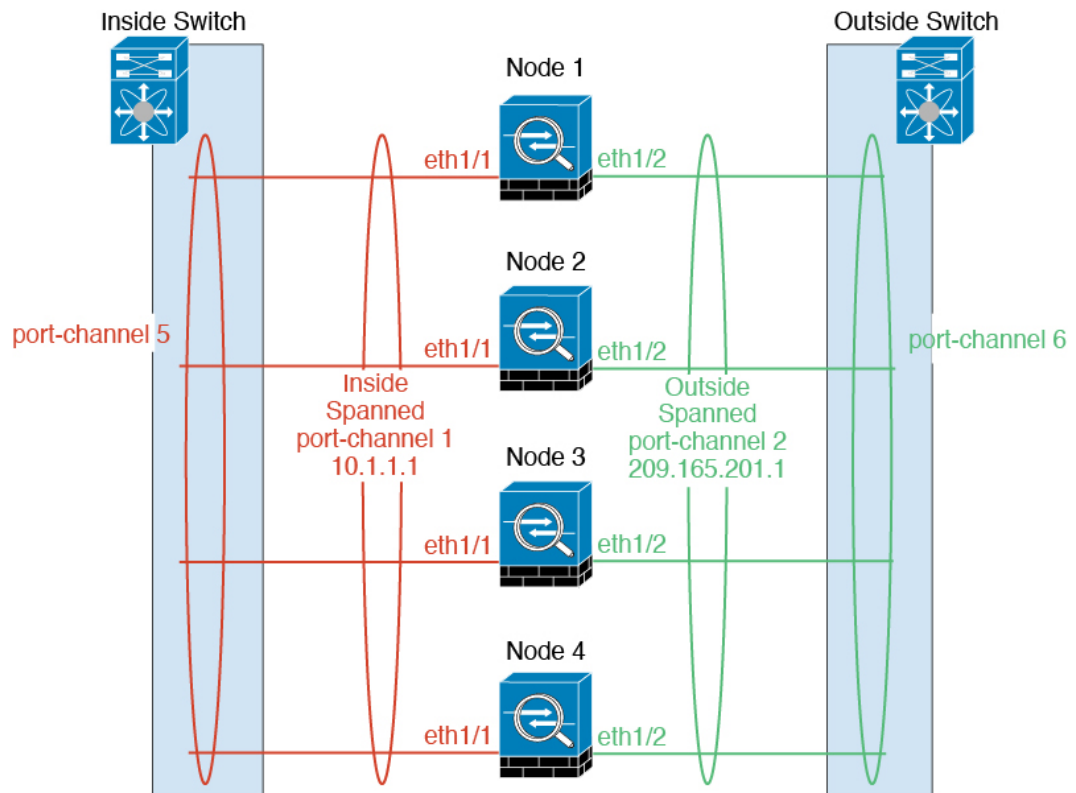 Inside Switch
Outside Switch
Node 1
eth1/1
eth1/2
Node 2
port-channel 5
eth1/1
eth1/2
port-channel 6
Inside
Spanned
port-channel 1
10.1.1.1
Outside
Spanned
port-channel 2
209.165.201.1
Node 3
eth1/1
eth1/2
Node 4
eth1/1
eth1/2